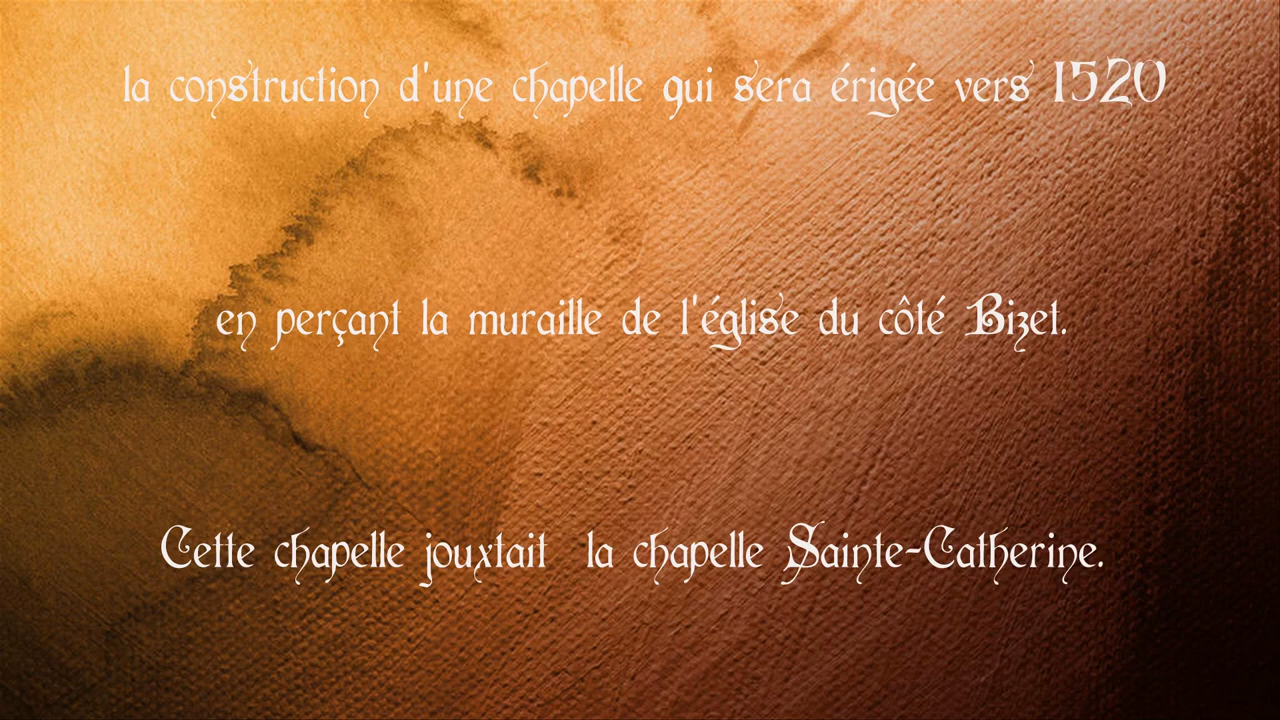 la construction d'une chapelle qui sera érigée vers 1520
en perçant la muraille de l'église du côté Bizet.
Cette chapelle jouxtait la chapelle Sainte-Catherine.